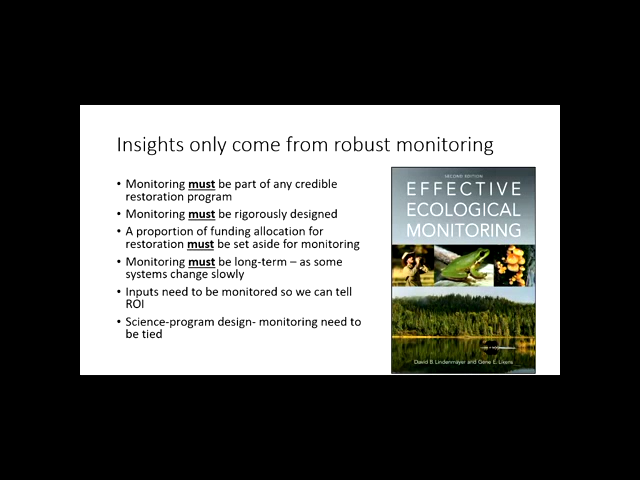 Insights only come from robust monitoring
• Monitoring must be part of any credible
restoration program
• Monitoring must be rigorously designed
• A proportion of funding allocation for
restoration must be set aside for monitoring
• Monitoring must be long-term – as some
systems change slowly
• Inputs need to be monitored so we can tell
ROI
• Science-program design- monitoring need to
be tied
SECOND EDITION
EFFECTIVE
ECOLOGICAL
MONITORING
David B Lindenmayer and Gene E. Likens